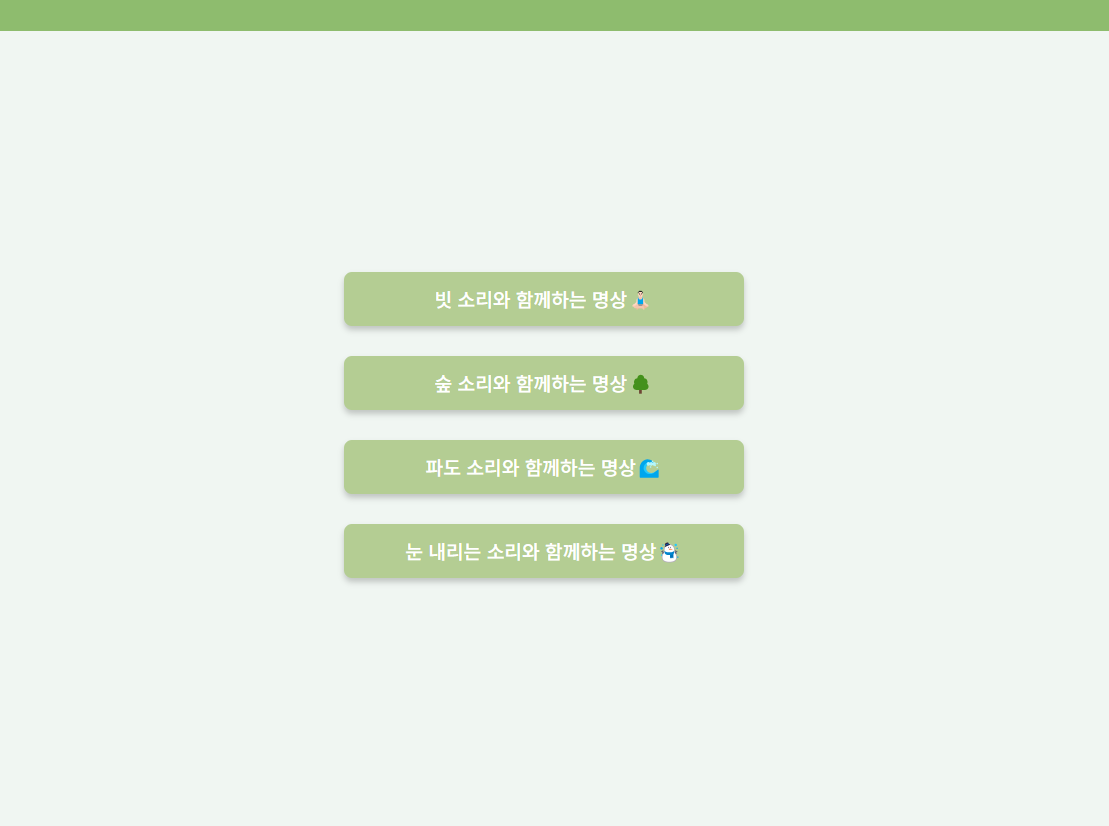 빗 소리와 함께하는 명상🧘🏻
숲 소리와 함께하는 명상🌳
파도 소리와 함께하는 명상🌊
눈 내리는 소리와 함께하는 명상☃️